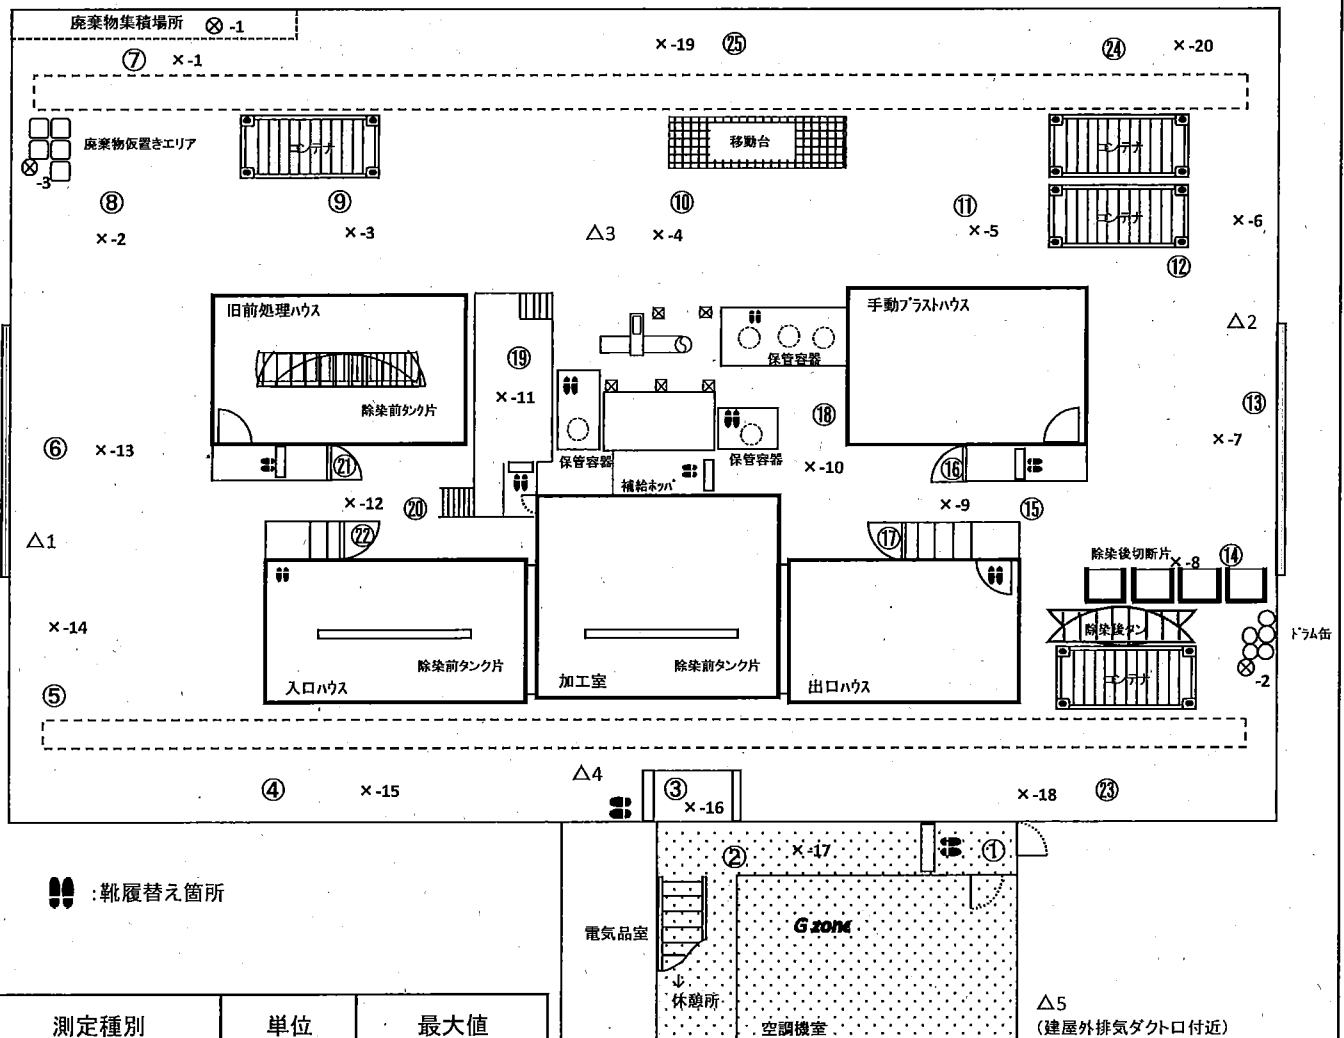 廃棄物集積場所 ⊗ -1
⑦ ×-1
×-19 ㉕
㉔ ×-20
廃棄物仮置きエリア
-3
コンテナ
移動台
コンテナ
コンテナ
⑧
×-2
⑨
×-3
△3
⑩
×-4
⑪
×-5
×-6
⑫
△2
旧前処理ハウス
除染前タンク片
⑲
×-11
保管容器
手動ブラストハウス
⑱
⑬
×-7
⑥ ×-13
㉑
保管容器
保管容器
×-10
⑯
補給ホッパ
×-12 ⑳
×-9 ⑮
△1
㉒
⑰
除染後切断片
×-8 ⑭
×-14
入口ハウス
除染前タンク片
加工室
除染前タンク片
出口ハウス
除染後タン
コンテナ
ドラム缶
-2
⑤
④ ×-15
△4
③
×-16
×-18 ㉓
② ×-17 ①
:靴履替え箇所
電気品室
G zone
↓
休憩所
空調機室
△5
(建屋外排気ダクト口付近)
測定種別 単位 最大値